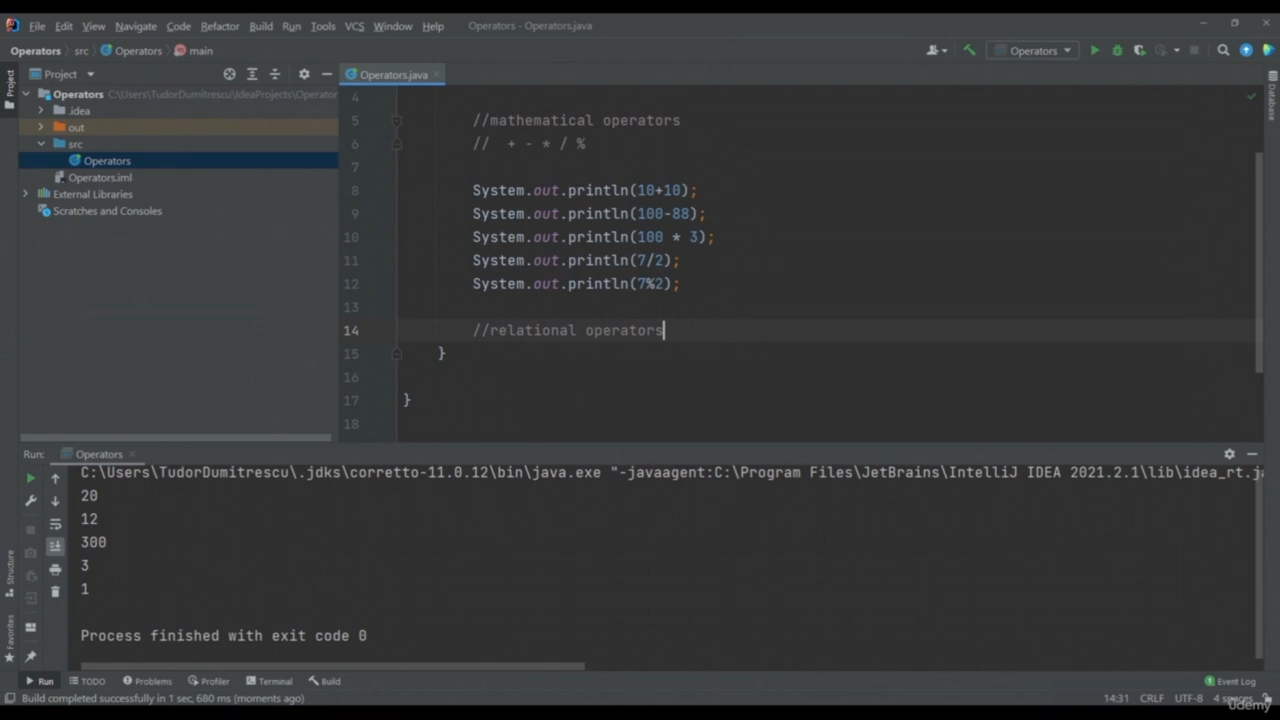 File Edit View Navigate Code Refactor Build Run Tools VCS Window Help Operators - Operators.java
Operators src Operators main Operators
Project
Project
Operators.java
Database
Operators C:\Users\TudorDumitrescu\IdeaProjects\Operator
.idea
out
src
Operators
Operators.iml
External Libraries
Scratches and Consoles
4
5 //mathematical operators
6 // + - * / %
7
8 System.out.println(10+10);
9 System.out.println(100-88);
10 System.out.println(100 * 3);
11 System.out.println(7/2);
12 System.out.println(7%2);
13
14 //relational operators
15 }
16
17 }
18
Run: Operators
C:\Users\TudorDumitrescu\.jdks\corretto-11.0.12\bin\java.exe "-javaagent:C:\Program Files\JetBrains\IntelliJ IDEA 2021.2.1\lib\idea_rt.j
20
12
300
3
1
Process finished with exit code 0
Structure
Favorites
Run TODO Problems Profiler Terminal Build Event Log
Build completed successfully in 1 sec, 680 ms (moments ago) 14:31 CRLF UTF-8 4 spaces
udemy